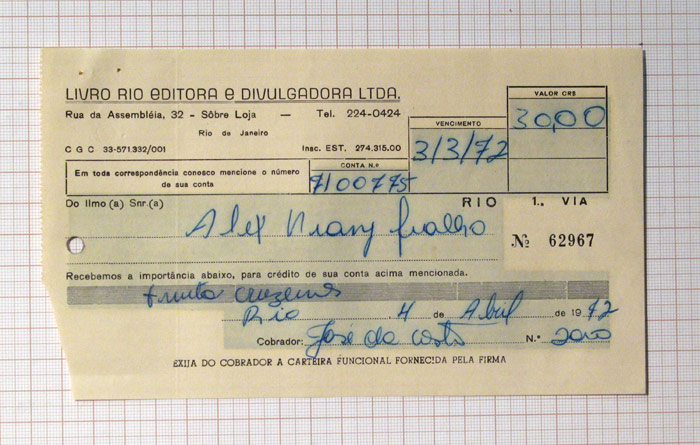 LIVRO RIO EDITORA e DIVULGADORA LTDA.
Rua da Assembléia, 32 - Sôbre Loja — Tel. 224-0424
Rio de Janeiro
C G C 33-571.332/001 Insc. EST. 274.315.00
VENCIMENTO
3/3/72
VALOR CR$
30,00
Em toda correspondência conosco mencione o número
de sua conta
CONTA N.o
7100775
Do Ilmo(a) Snr.(a) RIO 1.a VIA
Alex Viany Fialho
No 62967
Recebemos a importância abaixo, para crédito de sua conta acima mencionada.
trinta cruzeiros
Rio, 4 de Abril de 1972
Cobrador: José da Costa N.o 2000
EXIJA DO COBRADOR A CARTEIRA FUNCIONAL FORNECIDA PELA FIRMA